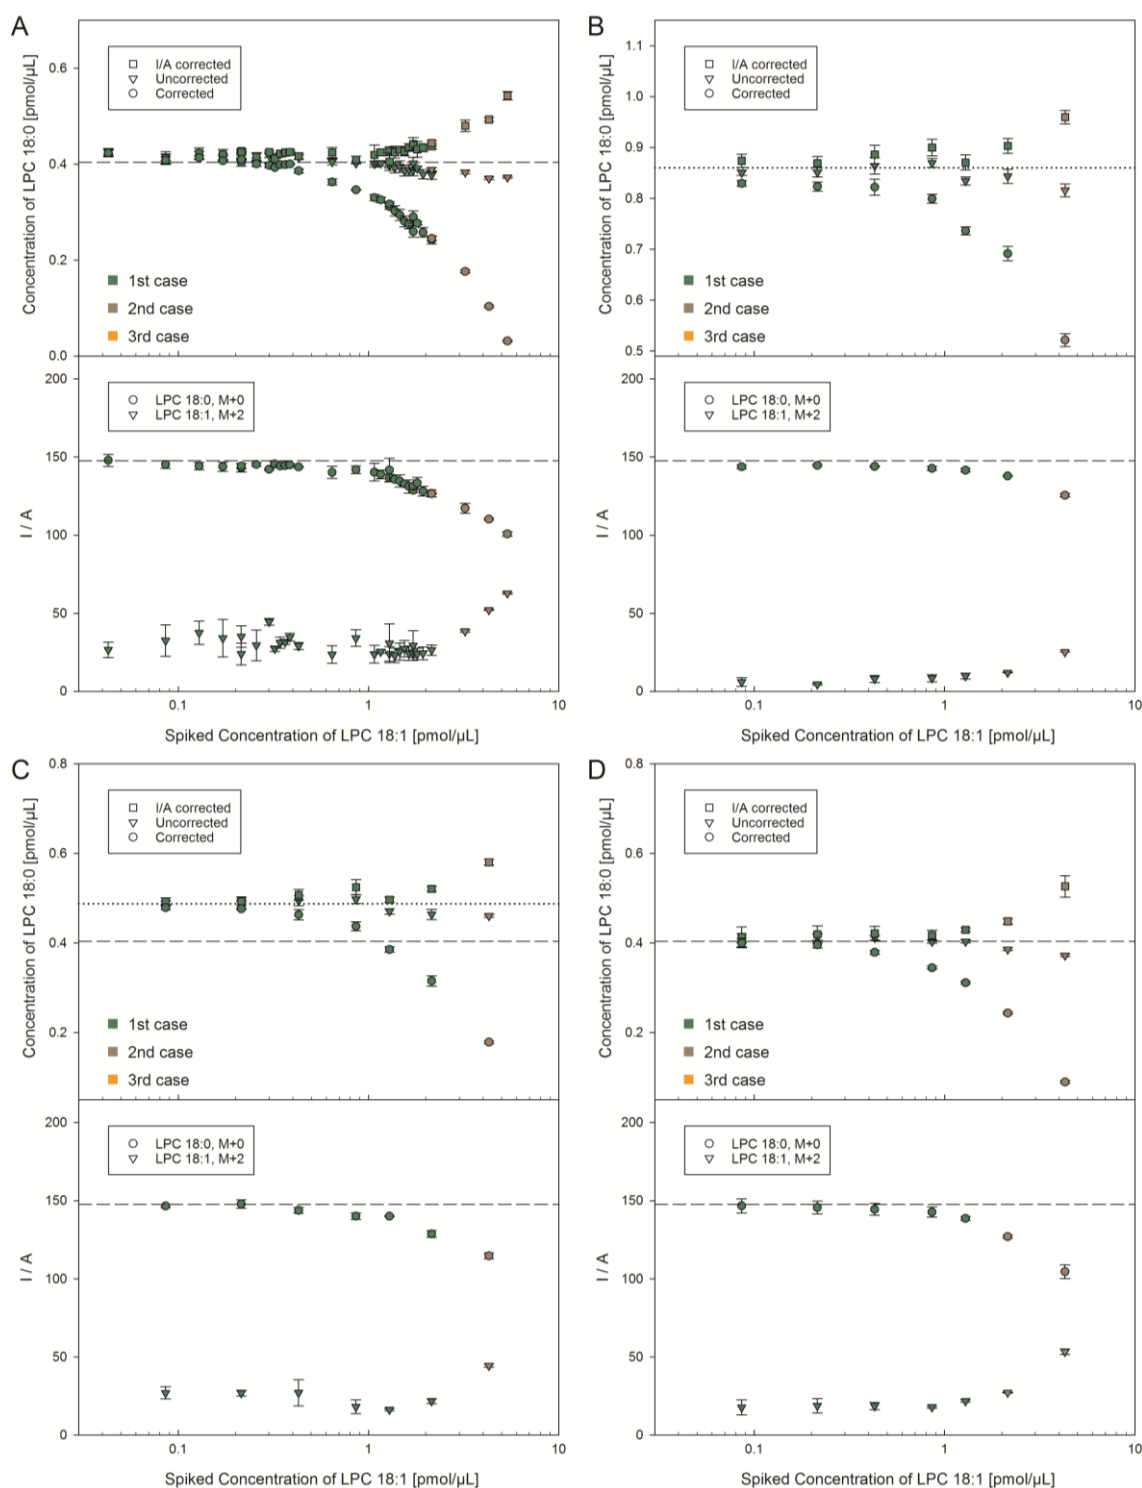 A
I/A corrected
Uncorrected
Corrected
Concentration of LPC 18:0 [pmol/µL]
0.6
0.4
0.2
0.0
1st case
2nd case
3rd case
LPC 18:0, M+0
LPC 18:1, M+2
I / A
200
150
100
50
0
0.1 1 10
Spiked Concentration of LPC 18:1 [pmol/µL]
B
I/A corrected
Uncorrected
Corrected
Concentration of LPC 18:0 [pmol/µL]
1.1
1.0
0.9
0.8
0.7
0.6
0.5
1st case
2nd case
3rd case
LPC 18:0, M+0
LPC 18:1, M+2
I / A
200
150
100
50
0
0.1 1 10
Spiked Concentration of LPC 18:1 [pmol/µL]
C
I/A corrected
Uncorrected
Corrected
Concentration of LPC 18:0 [pmol/µL]
0.8
0.6
0.4
0.2
1st case
2nd case
3rd case
LPC 18:0, M+0
LPC 18:1, M+2
I / A
200
150
100
50
0
0.1 1 10
Spiked Concentration of LPC 18:1 [pmol/µL]
D
I/A corrected
Uncorrected
Corrected
Concentration of LPC 18:0 [pmol/µL]
0.8
0.6
0.4
0.2
1st case
2nd case
3rd case
LPC 18:0, M+0
LPC 18:1, M+2
I / A
200
150
100
50
0
0.1 1 10
Spiked Concentration of LPC 18:1 [pmol/µL]